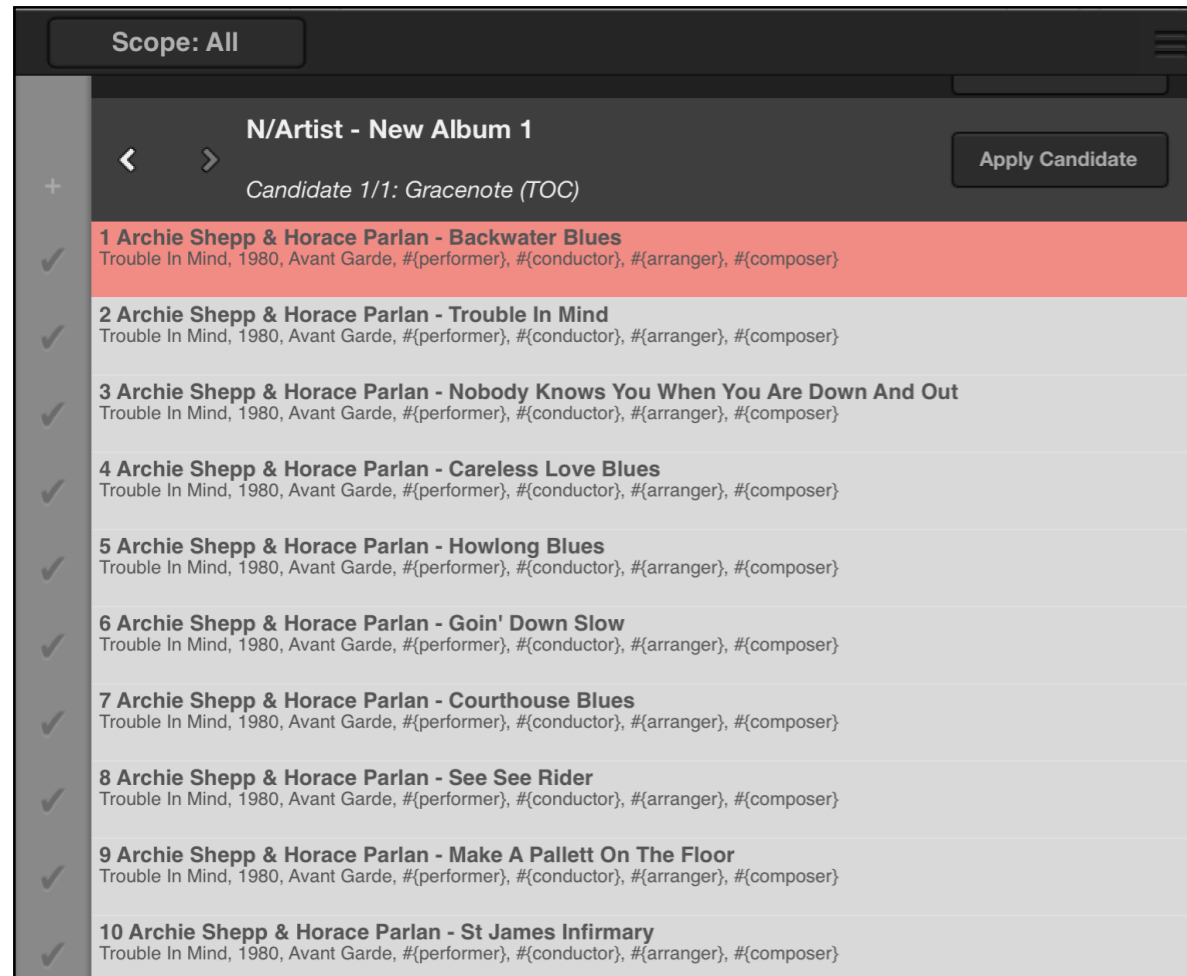 Scope: All
N/Artist - New Album 1
Apply Candidate
Candidate 1/1: Gracenote (TOC)
1 Archie Shepp & Horace Parlan - Backwater Blues
Trouble In Mind, 1980, Avant Garde, #{performer}, #{conductor}, #{arranger}, #{composer}
2 Archie Shepp & Horace Parlan - Trouble In Mind
Trouble In Mind, 1980, Avant Garde, #{performer}, #{conductor}, #{arranger}, #{composer}
3 Archie Shepp & Horace Parlan - Nobody Knows You When You Are Down And Out
Trouble In Mind, 1980, Avant Garde, #{performer}, #{conductor}, #{arranger}, #{composer}
4 Archie Shepp & Horace Parlan - Careless Love Blues
Trouble In Mind, 1980, Avant Garde, #{performer}, #{conductor}, #{arranger}, #{composer}
5 Archie Shepp & Horace Parlan - Howlong Blues
Trouble In Mind, 1980, Avant Garde, #{performer}, #{conductor}, #{arranger}, #{composer}
6 Archie Shepp & Horace Parlan - Goin' Down Slow
Trouble In Mind, 1980, Avant Garde, #{performer}, #{conductor}, #{arranger}, #{composer}
7 Archie Shepp & Horace Parlan - Courthouse Blues
Trouble In Mind, 1980, Avant Garde, #{performer}, #{conductor}, #{arranger}, #{composer}
8 Archie Shepp & Horace Parlan - See See Rider
Trouble In Mind, 1980, Avant Garde, #{performer}, #{conductor}, #{arranger}, #{composer}
9 Archie Shepp & Horace Parlan - Make A Pallett On The Floor
Trouble In Mind, 1980, Avant Garde, #{performer}, #{conductor}, #{arranger}, #{composer}
10 Archie Shepp & Horace Parlan - St James Infirmary
Trouble In Mind, 1980, Avant Garde, #{performer}, #{conductor}, #{arranger}, #{composer}